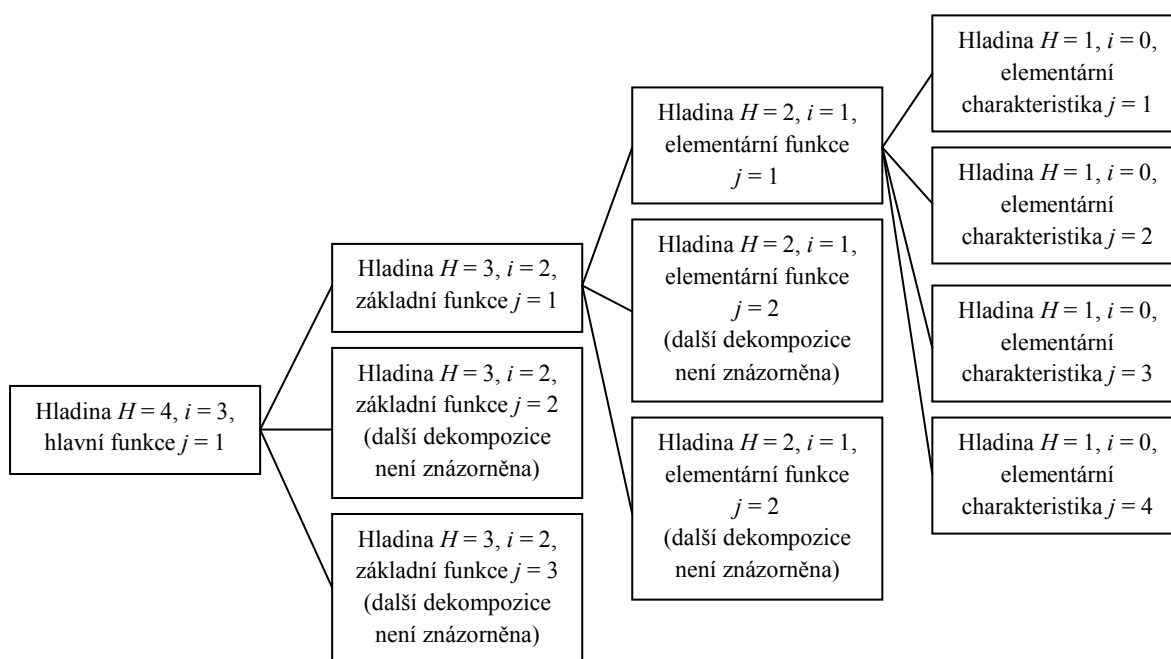 Hladina H = 4, i = 3,
hlavní funkce j = 1
Hladina H = 3, i = 2,
základní funkce j = 1
Hladina H = 3, i = 2,
základní funkce j = 2
(další dekompozice
není znázorněna)
Hladina H = 3, i = 2,
základní funkce j = 3
(další dekompozice
není znázorněna)
Hladina H = 2, i = 1,
elementární funkce
j = 1
Hladina H = 2, i = 1,
elementární funkce
j = 2
(další dekompozice
není znázorněna)
Hladina H = 2, i = 1,
elementární funkce
j = 2
(další dekompozice
není znázorněna)
Hladina H = 1, i = 0,
elementární
charakteristika j = 1
Hladina H = 1, i = 0,
elementární
charakteristika j = 2
Hladina H = 1, i = 0,
elementární
charakteristika j = 3
Hladina H = 1, i = 0,
elementární
charakteristika j = 4